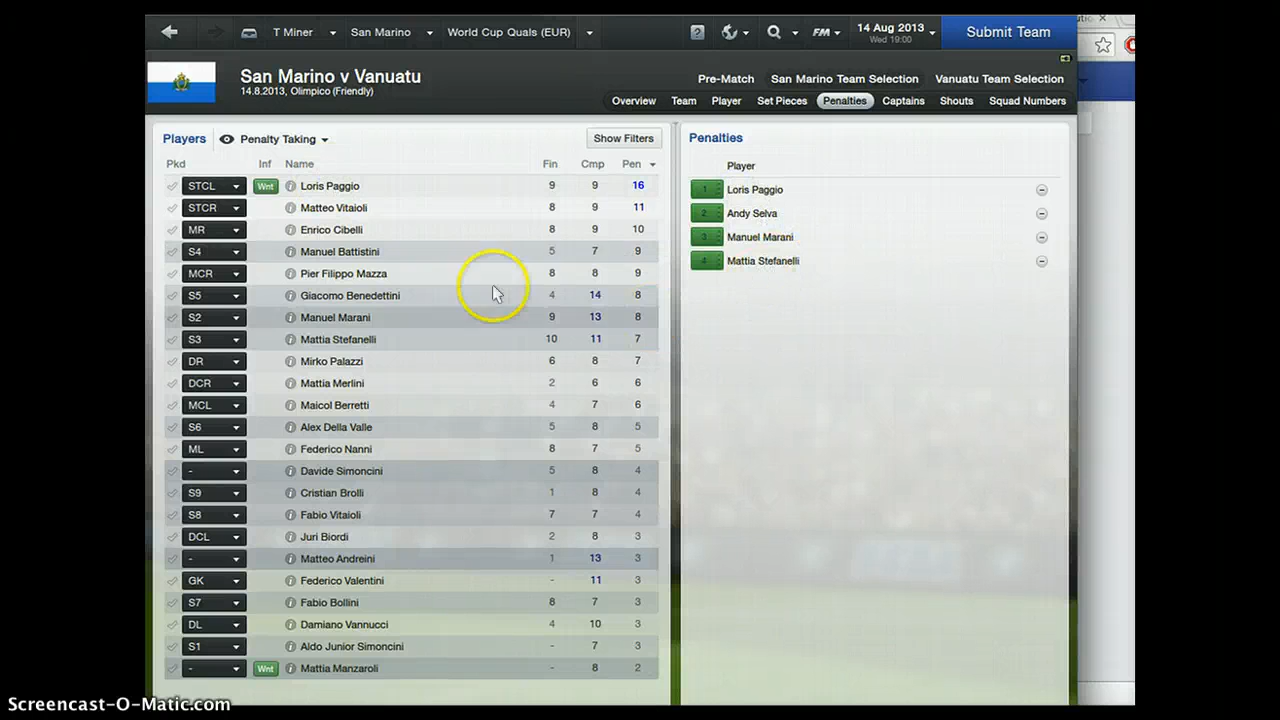 T Miner San Marino World Cup Quals (EUR) ? FM 14 Aug 2013 Wed 19:00 Submit Team
San Marino v Vanuatu
14.8.2013, Olimpico (Friendly)
Pre-Match San Marino Team Selection Vanuatu Team Selection
Overview Team Player Set Pieces Penalties Captains Shouts Squad Numbers
Players Penalty Taking Show Filters
Pkd Inf Name Fin Cmp Pen
STCL Wnt Loris Paggio 9 9 16
STCR Matteo Vitaioli 8 9 11
MR Enrico Cibelli 8 9 10
S4 Manuel Battistini 5 7 9
MCR Pier Filippo Mazza 8 8 9
S5 Giacomo Benedettini 4 14 8
S2 Manuel Marani 9 13 8
S3 Mattia Stefanelli 10 11 7
DR Mirko Palazzi 6 8 7
DCR Mattia Merlini 2 6 6
MCL Maicol Berretti 4 7 6
S6 Alex Della Valle 5 8 5
ML Federico Nanni 8 7 5
- Davide Simoncini 5 8 4
S9 Cristian Brolli 1 8 4
S8 Fabio Vitaioli 7 7 4
DCL Juri Biordi 2 8 3
- Matteo Andreini 1 13 3
GK Federico Valentini - 11 3
S7 Fabio Bollini 8 7 3
DL Damiano Vannucci 4 10 3
S1 Aldo Junior Simoncini - 7 3
- Wnt Mattia Manzaroli - 8 2
Penalties
Player
1 Loris Paggio
2 Andy Selva
3 Manuel Marani
4 Mattia Stefanelli
Screencast-O-Matic.com